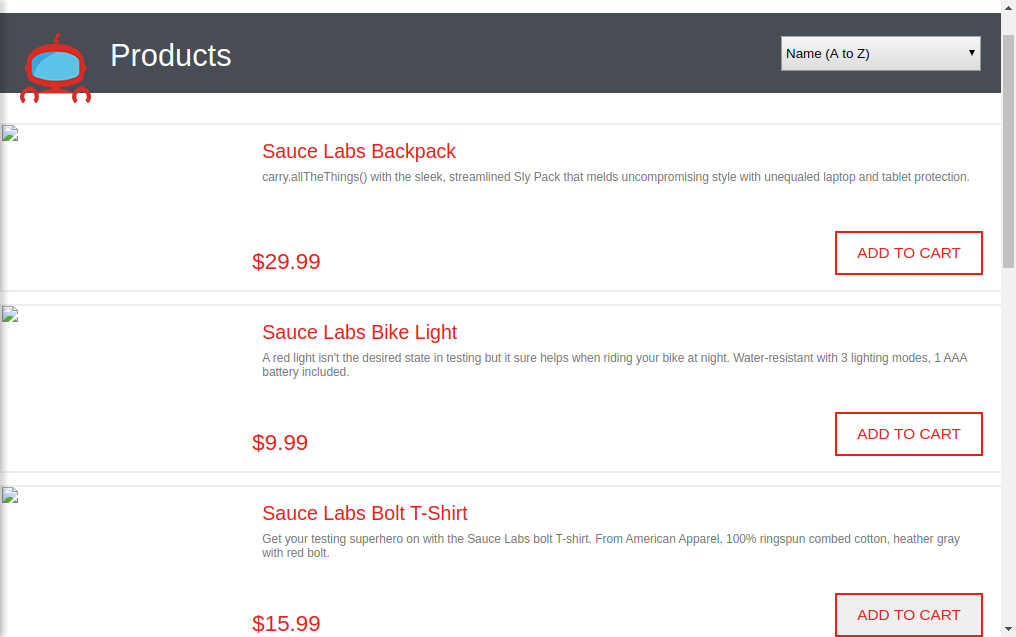 Products
Name (A to Z)
Sauce Labs Backpack
carry.allTheThings() with the sleek, streamlined Sly Pack that melds uncompromising style with unequaled laptop and tablet protection.
$29.99
ADD TO CART
Sauce Labs Bike Light
A red light isn't the desired state in testing but it sure helps when riding your bike at night. Water-resistant with 3 lighting modes, 1 AAA
battery included.
$9.99
ADD TO CART
Sauce Labs Bolt T-Shirt
Get your testing superhero on with the Sauce Labs bolt T-shirt. From American Apparel, 100% ringspun combed cotton, heather gray
with red bolt.
$15.99
ADD TO CART